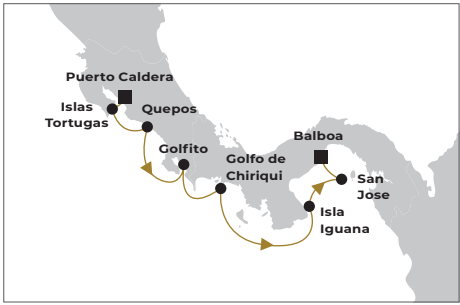 Puerto Caldera
Islas
Tortugas
Quepos
Golfito
Golfo de
Chiriqui
Balboa
San
Jose
Isla
Iguana